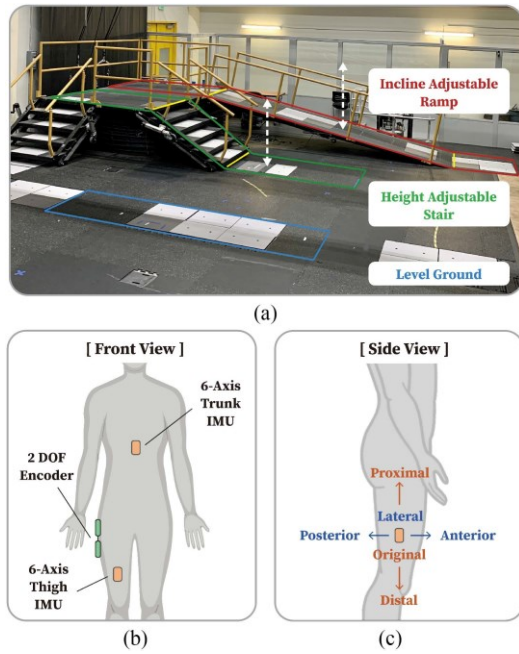 Incline Adjustable
Ramp
Height Adjustable
Stair
Level Ground
(a)
[ Front View ]
6-Axis
Trunk
IMU
2 DOF
Encoder
6-Axis
Thigh
IMU
(b)
[ Side View ]
Proximal
Lateral
Posterior
Anterior
Original
Distal
(c)